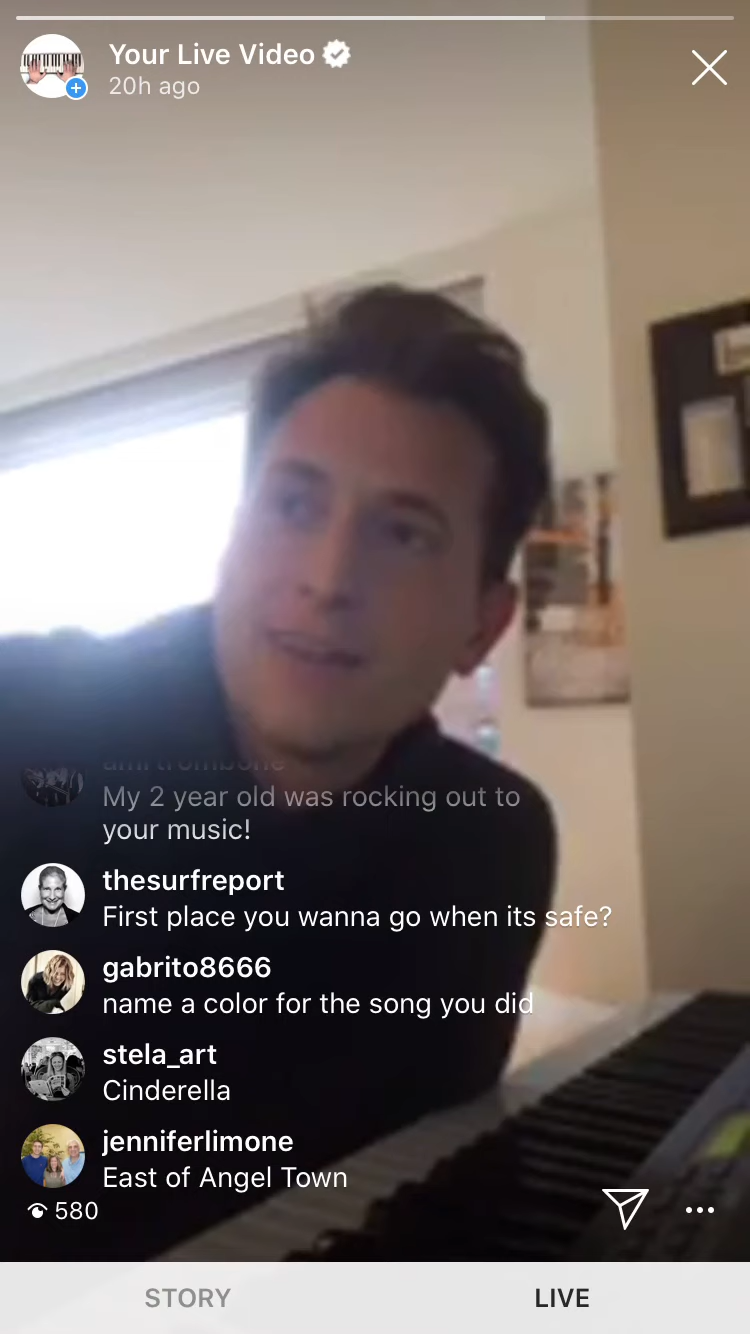 Your Live Video
20h ago
amirtrombone
My 2 year old was rocking out to
your music!
thesurfreport
First place you wanna go when its safe?
gabrito8666
name a color for the song you did
stela_art
Cinderella
jenniferlimone
East of Angel Town
580
STORY
LIVE